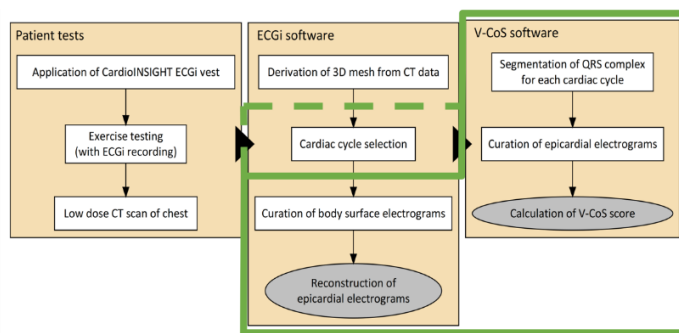 Patient tests
Application of CardioINSIGHT ECGi vest
Exercise testing
(with ECGi recording)
Low dose CT scan of chest
ECGi software
Derivation of 3D mesh from CT data
Cardiac cycle selection
Curation of body surface electrograms
Reconstruction of
epicardial electrograms
V-CoS software
Segmentation of QRS complex
for each cardiac cycle
Curation of epicardial electrograms
Calculation of V-CoS score